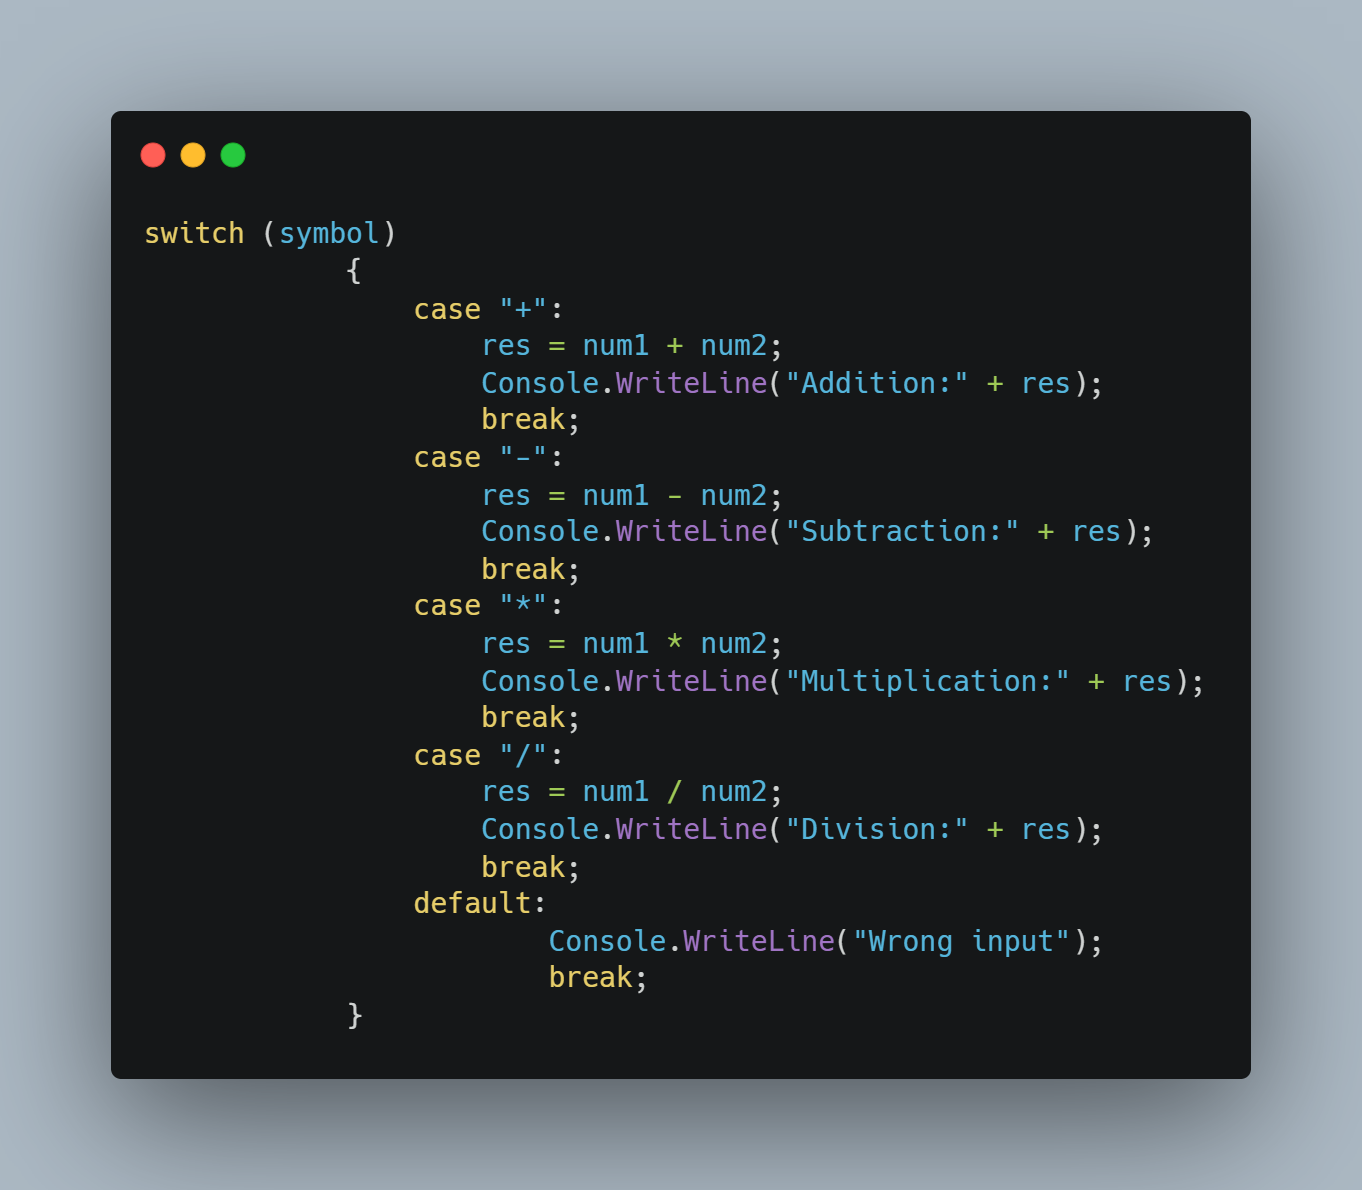 switch (symbol)
            {
                case "+":
                    res = num1 + num2;
                    Console.WriteLine("Addition:" + res);
                    break;
                case "-":
                    res = num1 - num2;
                    Console.WriteLine("Subtraction:" + res);
                    break;
                case "*":
                    res = num1 * num2;
                    Console.WriteLine("Multiplication:" + res);
                    break;
                case "/":
                    res = num1 / num2;
                    Console.WriteLine("Division:" + res);
                    break;
                default:
                        Console.WriteLine("Wrong input");
                        break;
            }